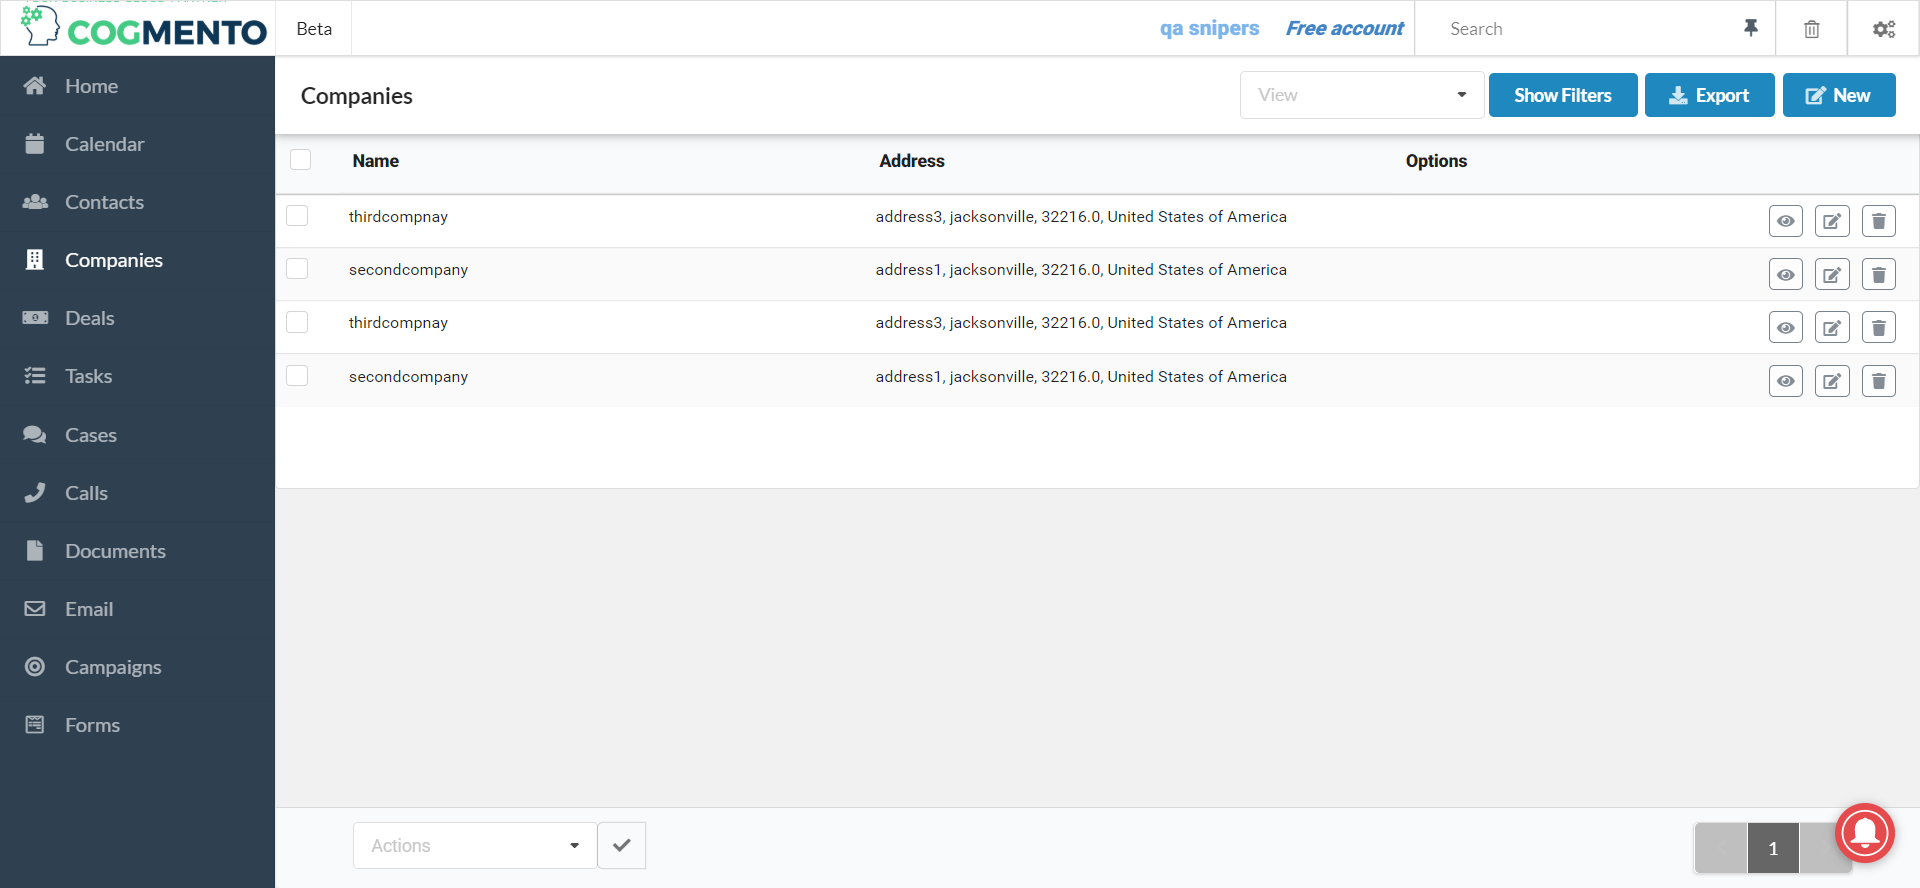 COGMENTO
Beta
qa snipers
Free account
Search
Home
Calendar
Contacts
Companies
Deals
Tasks
Cases
Calls
Documents
Email
Campaigns
Forms
Companies
View
Show Filters
Export
New
Name Address Options
thirdcompnay address3, jacksonville, 32216.0, United States of America
secondcompany address1, jacksonville, 32216.0, United States of America
thirdcompnay address3, jacksonville, 32216.0, United States of America
secondcompany address1, jacksonville, 32216.0, United States of America
Actions
1